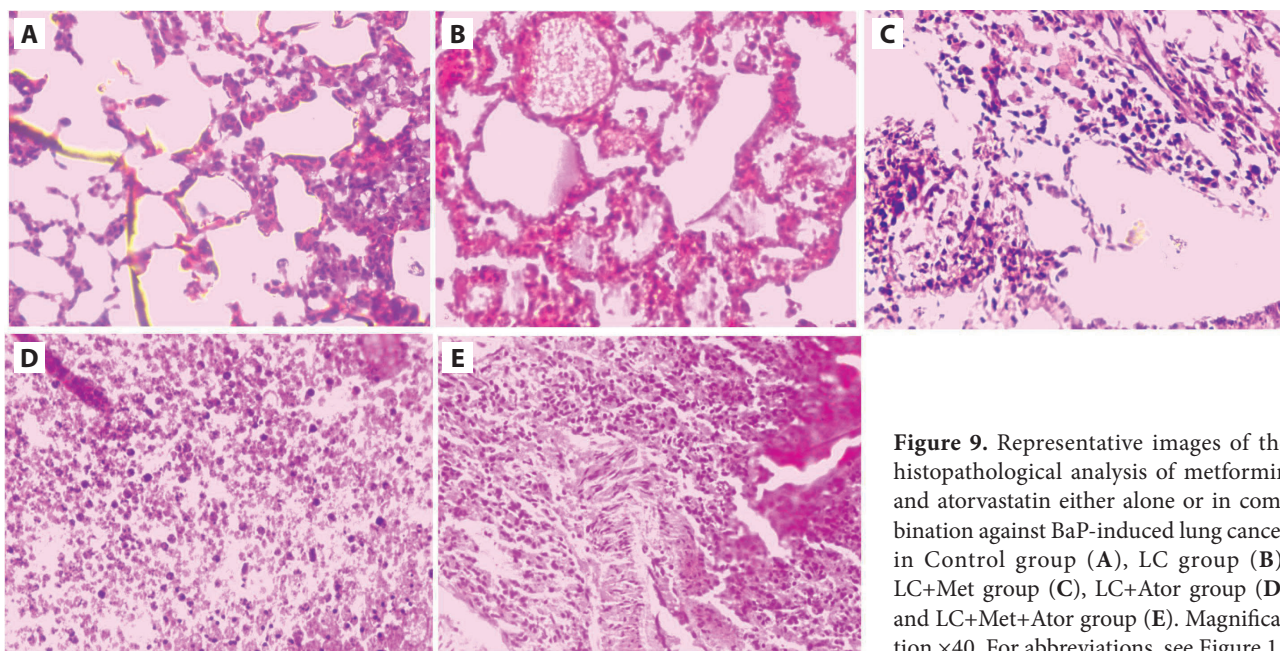 A
B
C
D
E
Figure 9. Representative images of th
histopathological analysis of metformin
and atorvastatin either alone or in com
bination against BaP-induced lung cance
in Control group (A), LC group (B)
LC+Met group (C), LC+Ator group (D
and LC+Met+Ator group (E). Magnifica
tion ×40. For abbreviations, see Figure 1